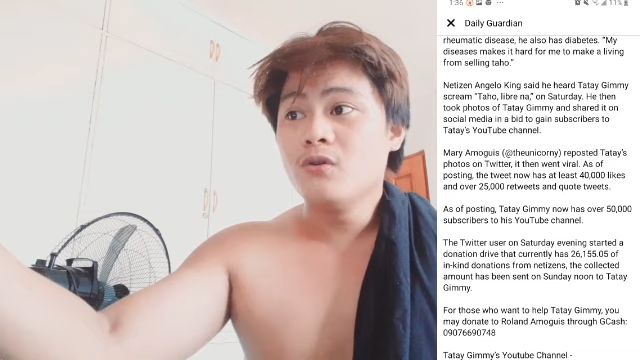 1:36
11%
Daily Guardian
rheumatic disease, he also has diabetes. "My
diseases makes it hard for me to make a living
from selling taho."
Netizen Angelo King said he heard Tatay Gimmy
scream "Taho, libre na," on Saturday. He then
took photos of Tatay Gimmy and shared it on
social media in a bid to gain subscribers to
Tatay's YouTube channel.
Mary Amoguis (@theunicorny) reposted Tatay's
photos on Twitter, it then went viral. As of
posting, the tweet now has at least 40,000 likes
and over 25,000 retweets and quote tweets.
As of posting, Tatay Gimmy now has over 50,000
subscribers to his YouTube channel.
The Twitter user on Saturday evening started a
donation drive that currently has 26,155.05 of
in-kind donations from netizens, the collected
amount has been sent on Sunday noon to Tatay
Gimmy.
For those who want to help Tatay Gimmy, you
may donate to Roland Amoguis through GCash:
09076690748
Tatay Gimmy's Youtube Channel -